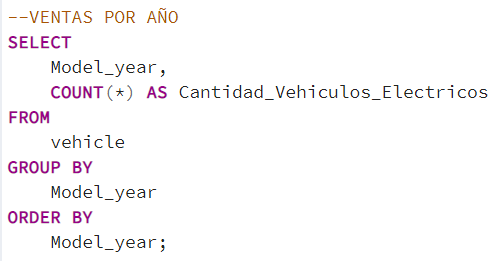 --VENTAS POR AÑO
SELECT
    Model_year,
    COUNT(*) AS Cantidad_Vehiculos_Electricos
FROM
    vehicle
GROUP BY
    Model_year
ORDER BY
    Model_year;